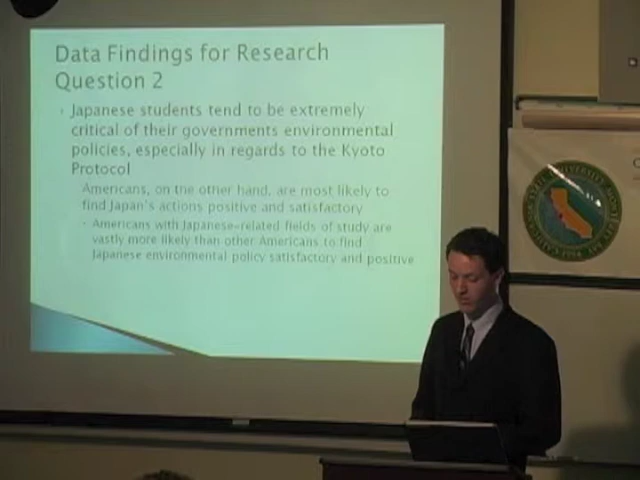 Data Findings for Research
Question 2
Japanese students tend to be extremely
critical of their governments environmental
policies, especially in regards to the Kyoto
Protocol
Americans, on the other hand, are most likely to
find Japan's actions positive and satisfactory
Americans with Japanese-related fields of study are
vastly more likely than other Americans to find
Japanese environmental policy satisfactory and positive